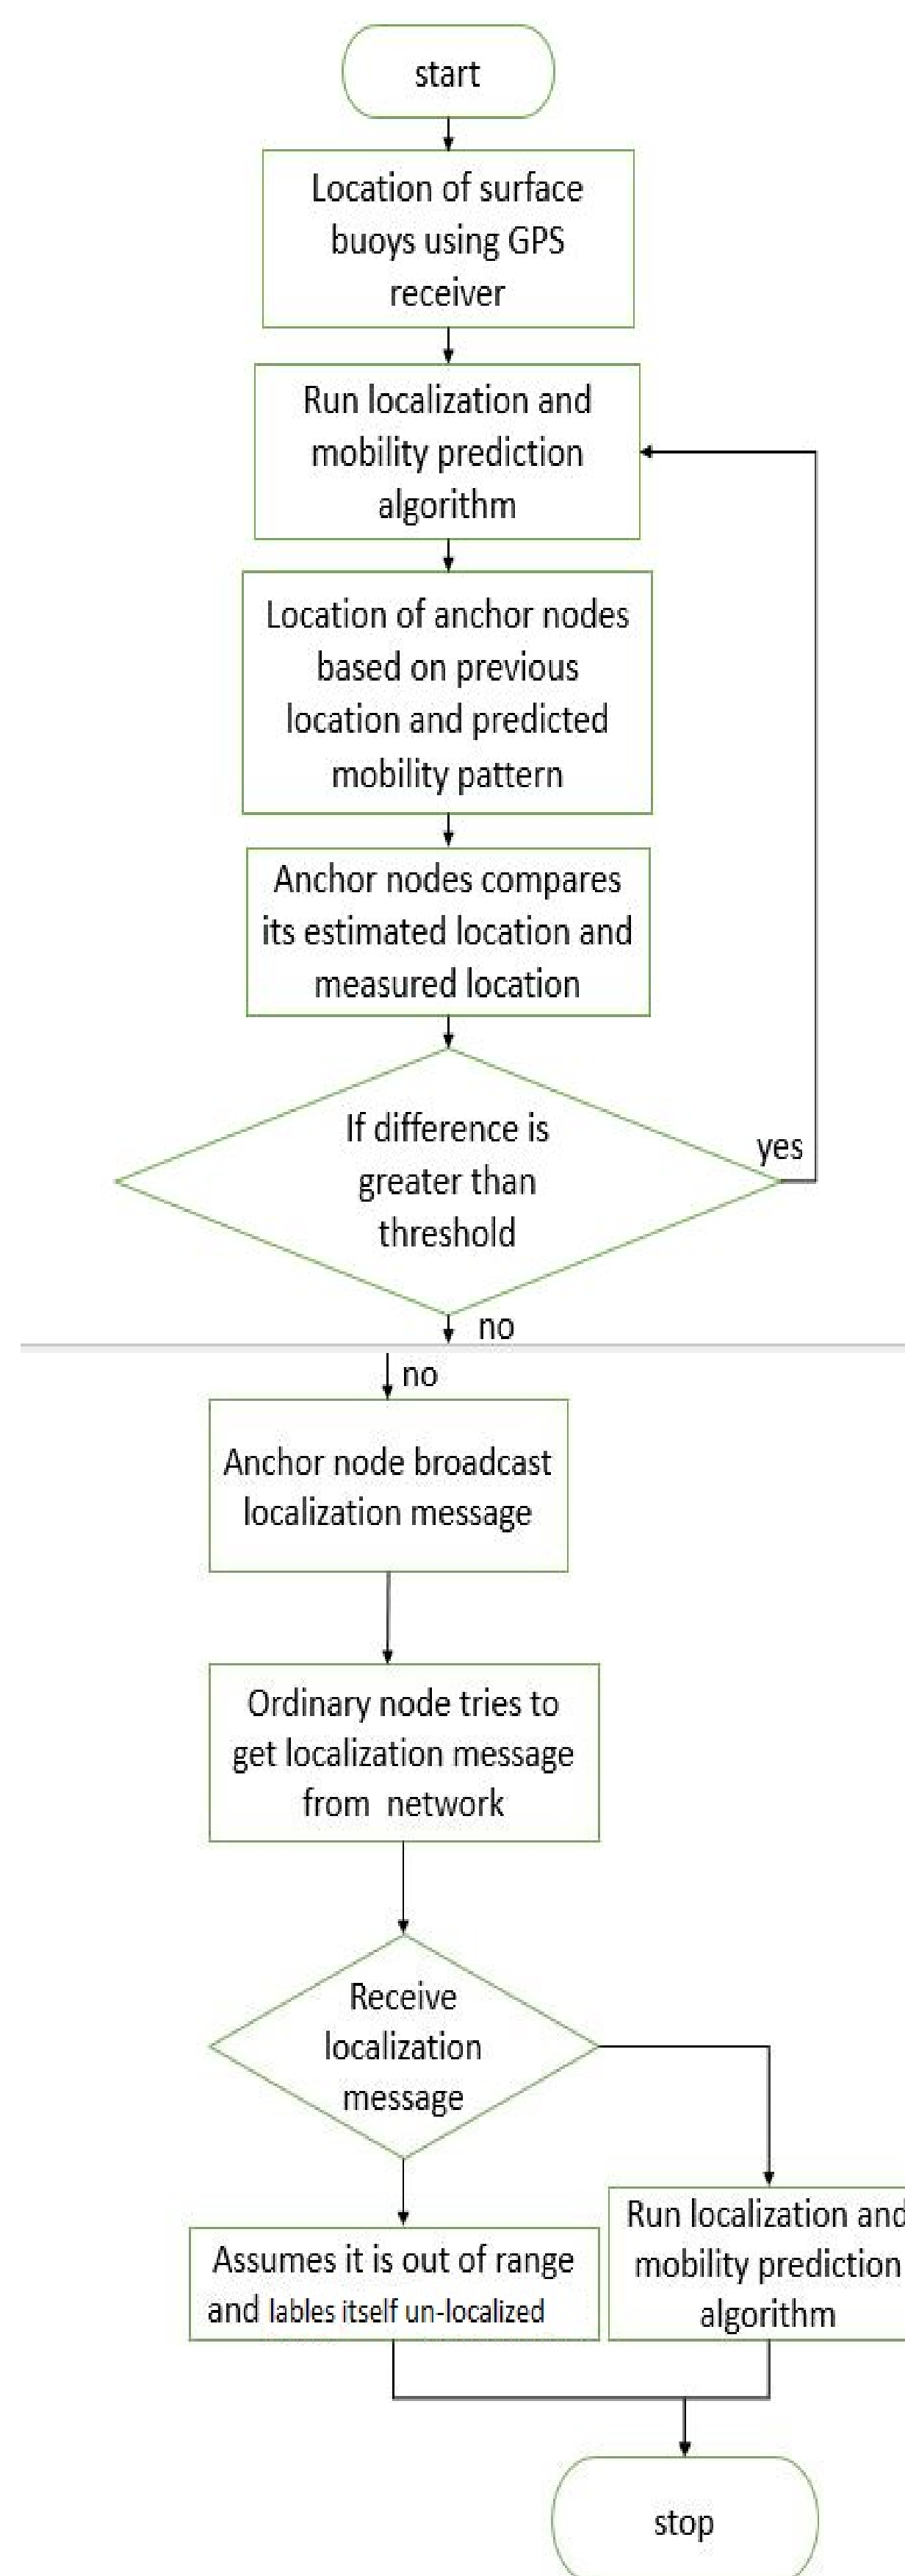 start
Location of surface
buoys using GPS
receiver
Run localization and
mobility prediction
algorithm
Location of anchor nodes
based on previous
location and predicted
mobility pattern
Anchor nodes compares
its estimated location and
measured location
If difference is
greater than
threshold
yes
no
no
Anchor node broadcast
localization message
Ordinary node tries to
get localization message
from network
Receive
localization
message
Assumes it is out of range
and lables itself un-localized
Run localization and
mobility prediction
algorithm
stop